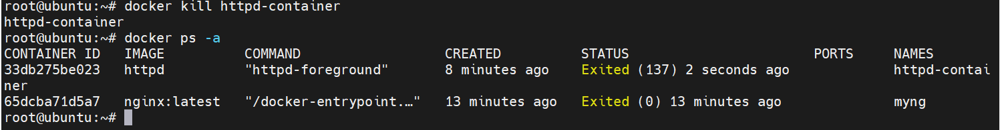 root@ubuntu:~# docker kill httpd-container
httpd-container
root@ubuntu:~# docker ps -a
CONTAINER ID   IMAGE          COMMAND                  CREATED          STATUS                       PORTS     NAMES
33db275be023   httpd          "httpd-foreground"       8 minutes ago    Exited (137) 2 seconds ago             httpd-contai
ner
65dcba71d5a7   nginx:latest   "/docker-entrypoint.…"   13 minutes ago   Exited (0) 13 minutes ago              myng
root@ubuntu:~#